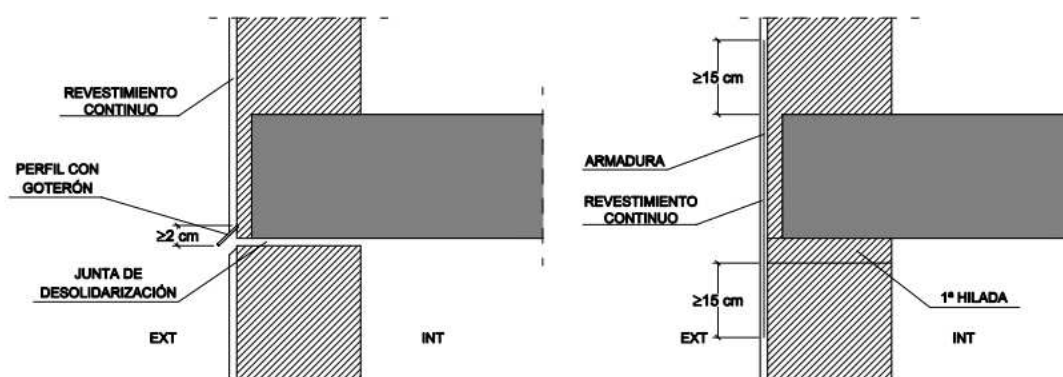 REVESTIMIENTO
CONTINUO
PERFIL CON
GOTERÓN
≥2 cm
JUNTA DE
DESOLIDARIZACIÓN
EXT
INT
≥15 cm
ARMADURA
REVESTIMIENTO
CONTINUO
≥15 cm
1ª HILADA
EXT
INT